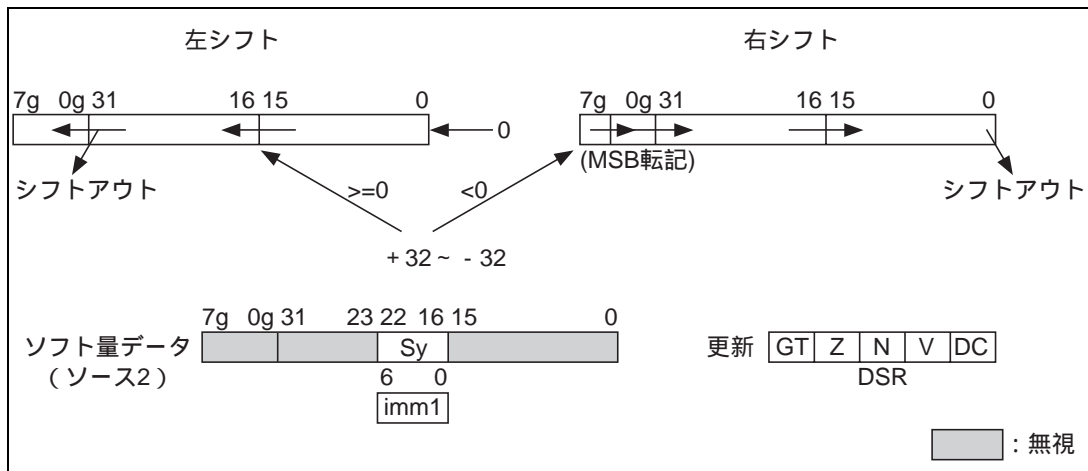 左シフト 右シフト
7g 0g 31 16 15 0 7g 0g 31 16 15 0
0
(MSB転記)
シフトアウト >=0 <0 シフトアウト
+32~ -32
7g 0g 31 23 22 16 15 0
ソフト量データ Sy 更新 GT Z N V DC
(ソース2) 6 0 DSR
imm1
:無視